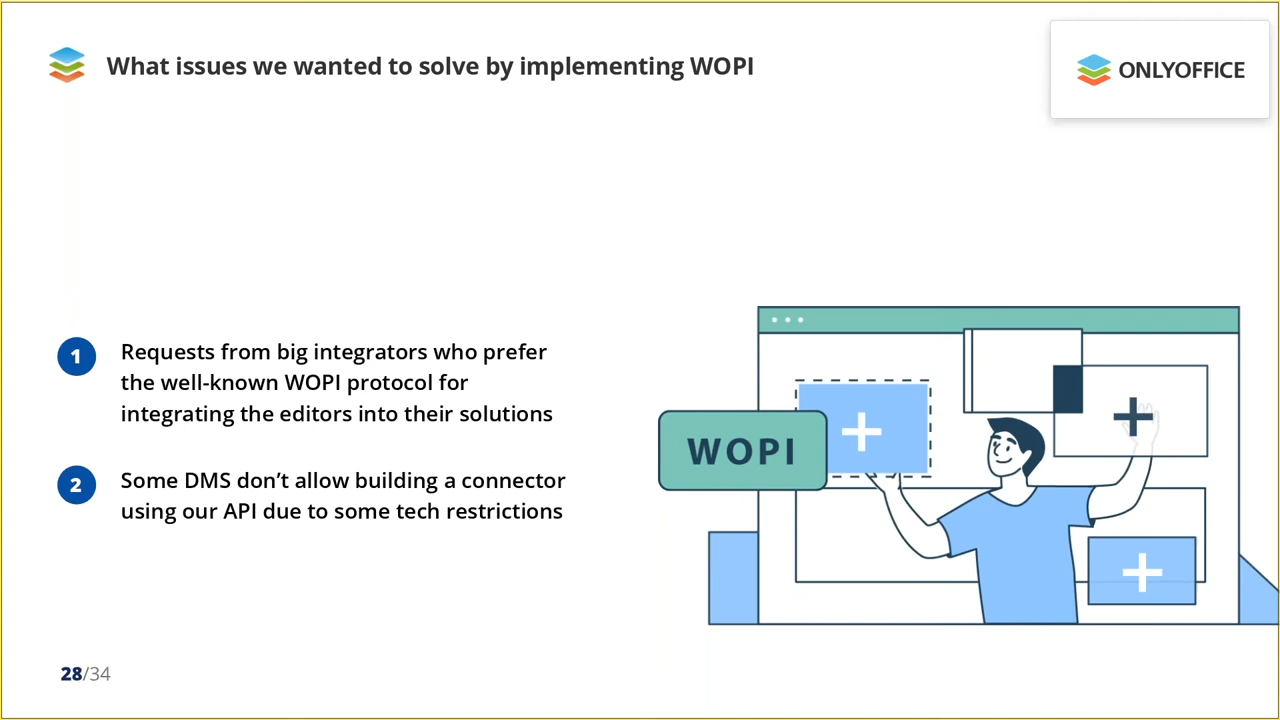 What issues we wanted to solve by implementing WOPI
ONLYOFFICE
1
Requests from big integrators who prefer
the well-known WOPI protocol for
integrating the editors into their solutions
2
Some DMS don’t allow building a connector
using our API due to some tech restrictions
WOPI
28/34